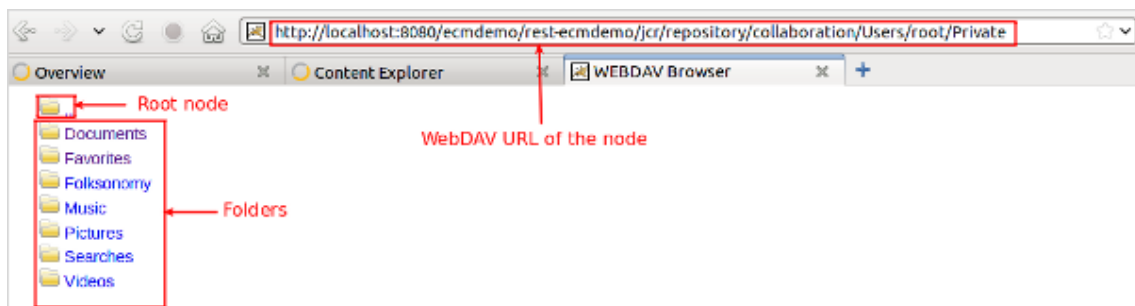 http://localhost:8080/ecmdemo/rest-ecmdemo/jcr/repository/collaboration/Users/root/Private
Overview
Content Explorer
WEBDAV Browser
..
Root node
Documents
WebDAV URL of the node
Favorites
Folksonomy
Music
Folders
Pictures
Searches
Videos